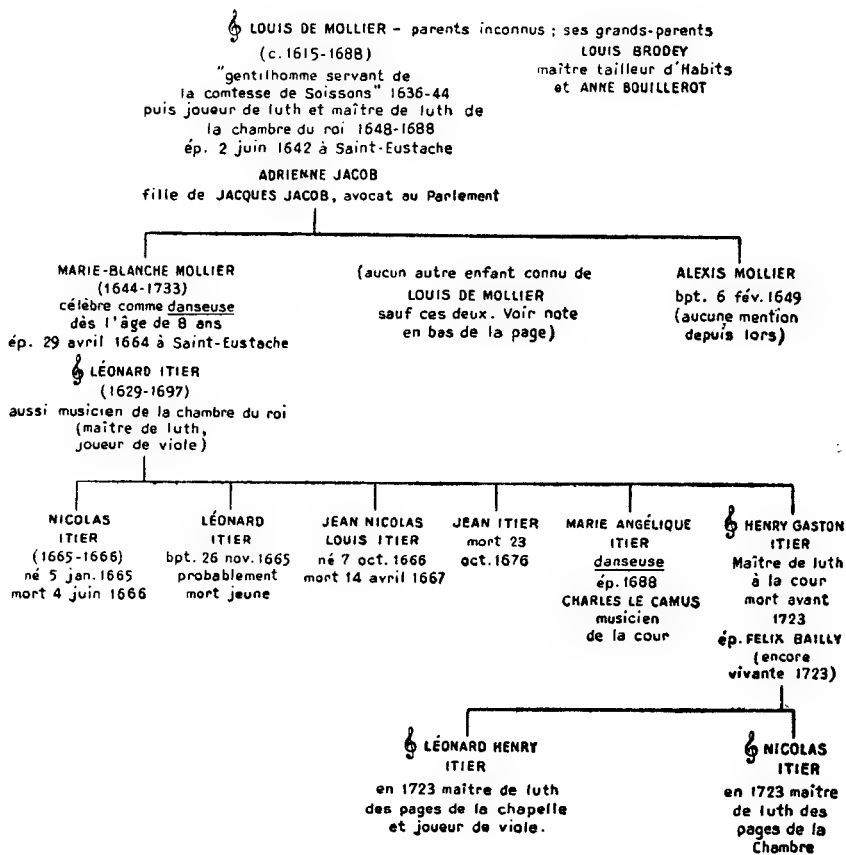 LOUIS DE MOLLIER – parents inconnus ; ses grands-parents
(c. 1615-1688)
"gentilhomme servant de
la comtesse de Soissons" 1636-44
puis joueur de luth et maître de luth de
la chambre du roi 1648-1688
ép. 2 juin 1642 à Saint-Eustache
LOUIS BRODEY
maître tailleur d'Habits
et ANNE BOUILLEROT
ADRIENNE JACOB
fille de JACQUES JACOB, avocat au Parlement
MARIE-BLANCHE MOLLIER
(1644-1733)
célèbre comme danseuse
dès l'âge de 8 ans
ép. 29 avril 1664 à Saint-Eustache
(aucun autre enfant connu de
LOUIS DE MOLLIER
sauf ces deux. Voir note
en bas de la page)
ALEXIS MOLLIER
bpt. 6 fév. 1649
(aucune mention
depuis lors)
LÉONARD ITIER
(1629-1697)
aussi musicien de la chambre du roi
(maître de luth,
joueur de viole)
NICOLAS
ITIER
(1665-1666)
né 5 jan. 1665
mort 4 juin 1666
LÉONARD
ITIER
bpt. 26 nov. 1665
probablement
mort jeune
JEAN NICOLAS
LOUIS ITIER
né 7 oct. 1666
mort 14 avril 1667
JEAN ITIER
mort 23
oct. 1676
MARIE ANGÉLIQUE
ITIER
danseuse
ép. 1688
CHARLES LE CAMUS
musicien
de la cour
HENRY GASTON
ITIER
Maître de luth
à la cour
mort avant
1723
ép. FELIX BAILLY
(encore
vivante 1723)
LÉONARD HENRY
ITIER
en 1723 maître de luth
des pages de la chapelle
et joueur de viole.
NICOLAS
ITIER
en 1723 maître
de luth des
pages de la
Chambre